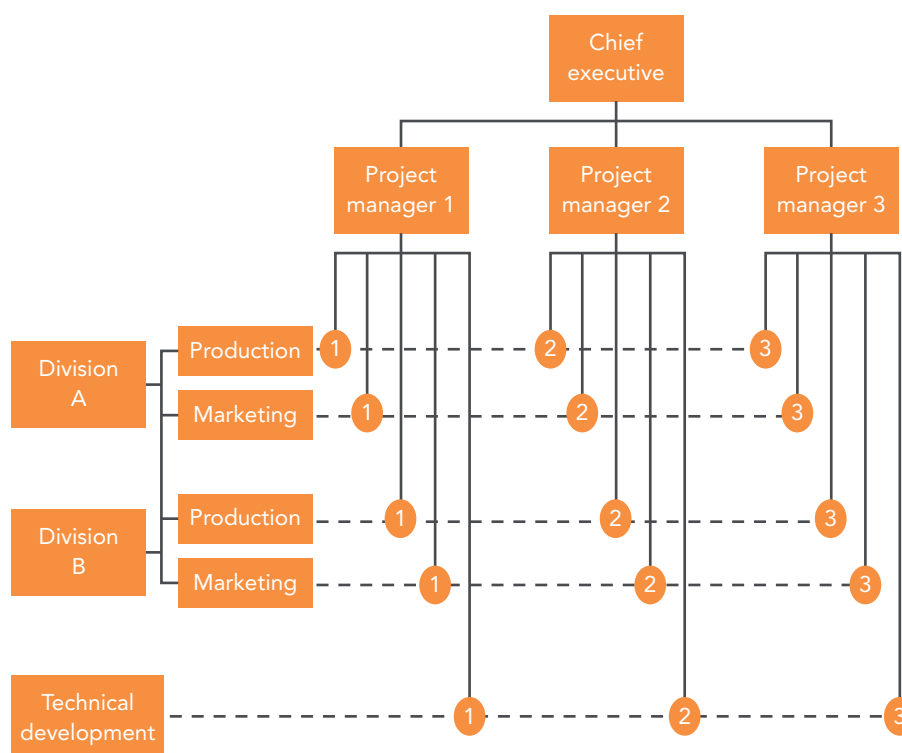 Chief
executive
Project
manager 1
Project
manager 2
Project
manager 3
Division
A
Production
1
2
3
Marketing
1
2
3
Division
B
Production
1
2
3
Marketing
1
2
3
Technical
development
1
2
3